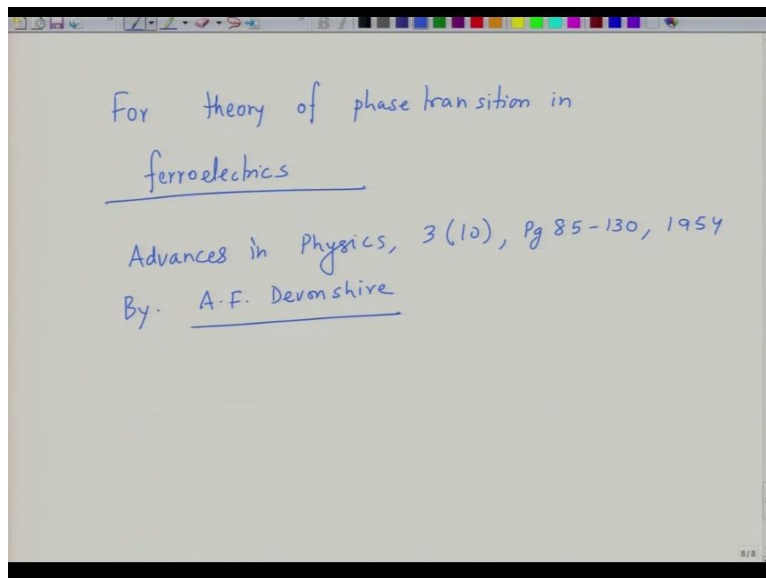 For theory of phase transition in
ferroelectrics
Advances in Physics, 3 (10), Pg 85-130, 1954
By. A.F. Devonshire
8/8